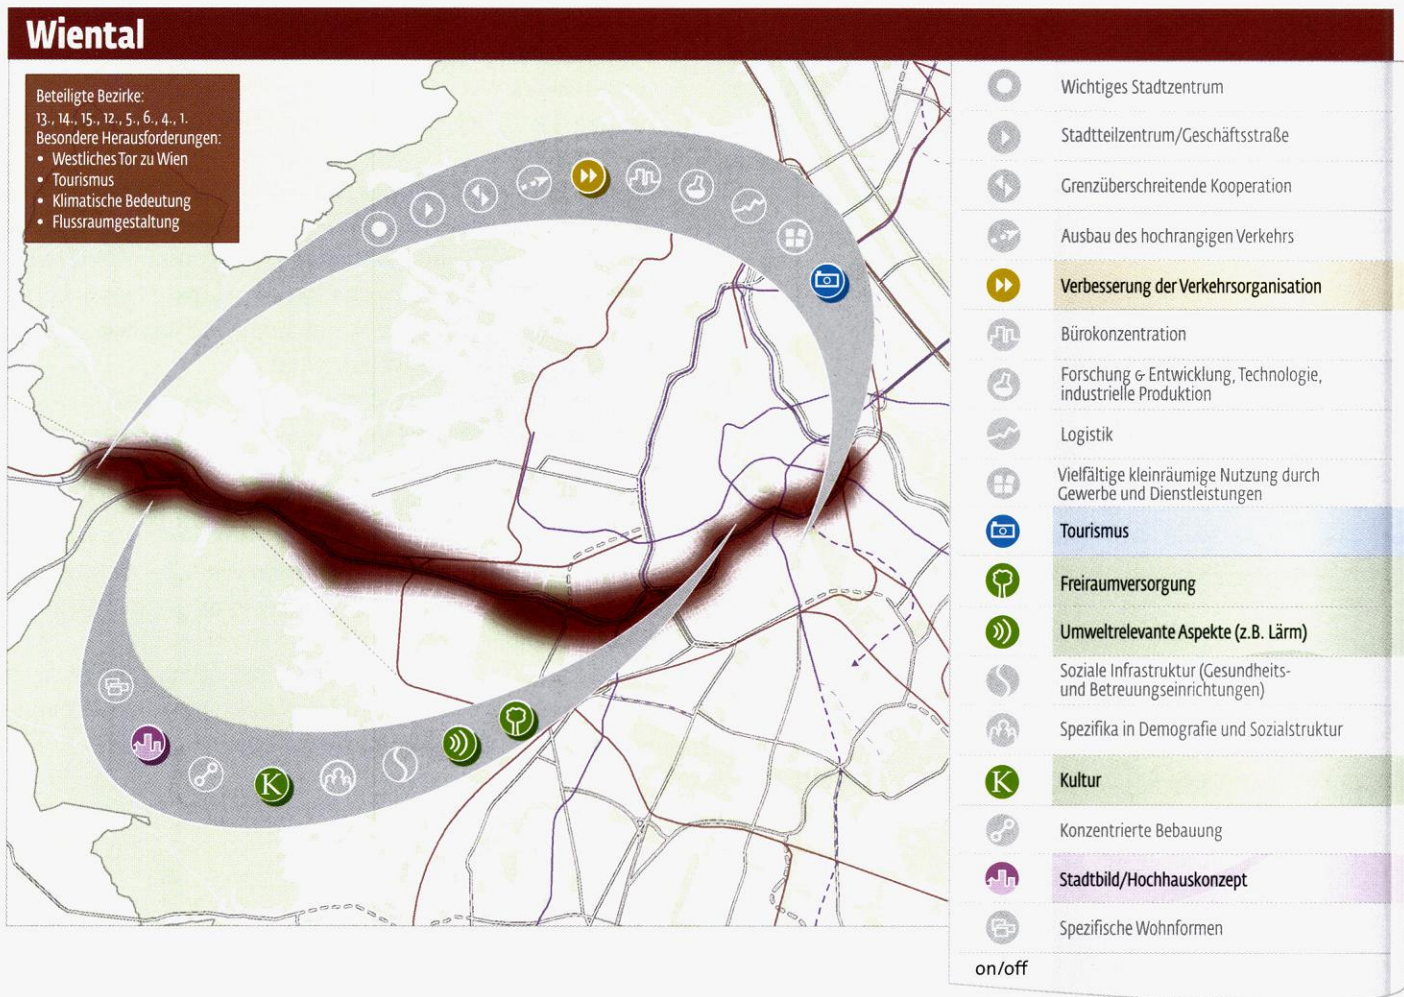 Wiental
Beteiligte Bezirke:
13., 14., 15., 12., 5., 6., 4., 1.
Besondere Herausforderungen:
• Westliches Tor zu Wien
• Tourismus
• Klimatische Bedeutung
• Flussraumgestaltung
Wichtiges Stadtzentrum
Stadtteilzentrum/Geschäftsstraße
Grenzüberschreitende Kooperation
Ausbau des hochrangigen Verkehrs
Verbesserung der Verkehrsorganisation
Bürokonzentration
Forschung & Entwicklung, Technologie,
industrielle Produktion
Logistik
Vielfältige kleinräumige Nutzung durch
Gewerbe und Dienstleistungen
Tourismus
Freiraumversorgung
Umweltrelevante Aspekte (z.B. Lärm)
Soziale Infrastruktur (Gesundheits-
und Betreuungseinrichtungen)
Spezifika in Demografie und Sozialstruktur
K
K Kultur
Konzentrierte Bebauung
Stadtbild/Hochhauskonzept
Spezifische Wohnformen
on/off